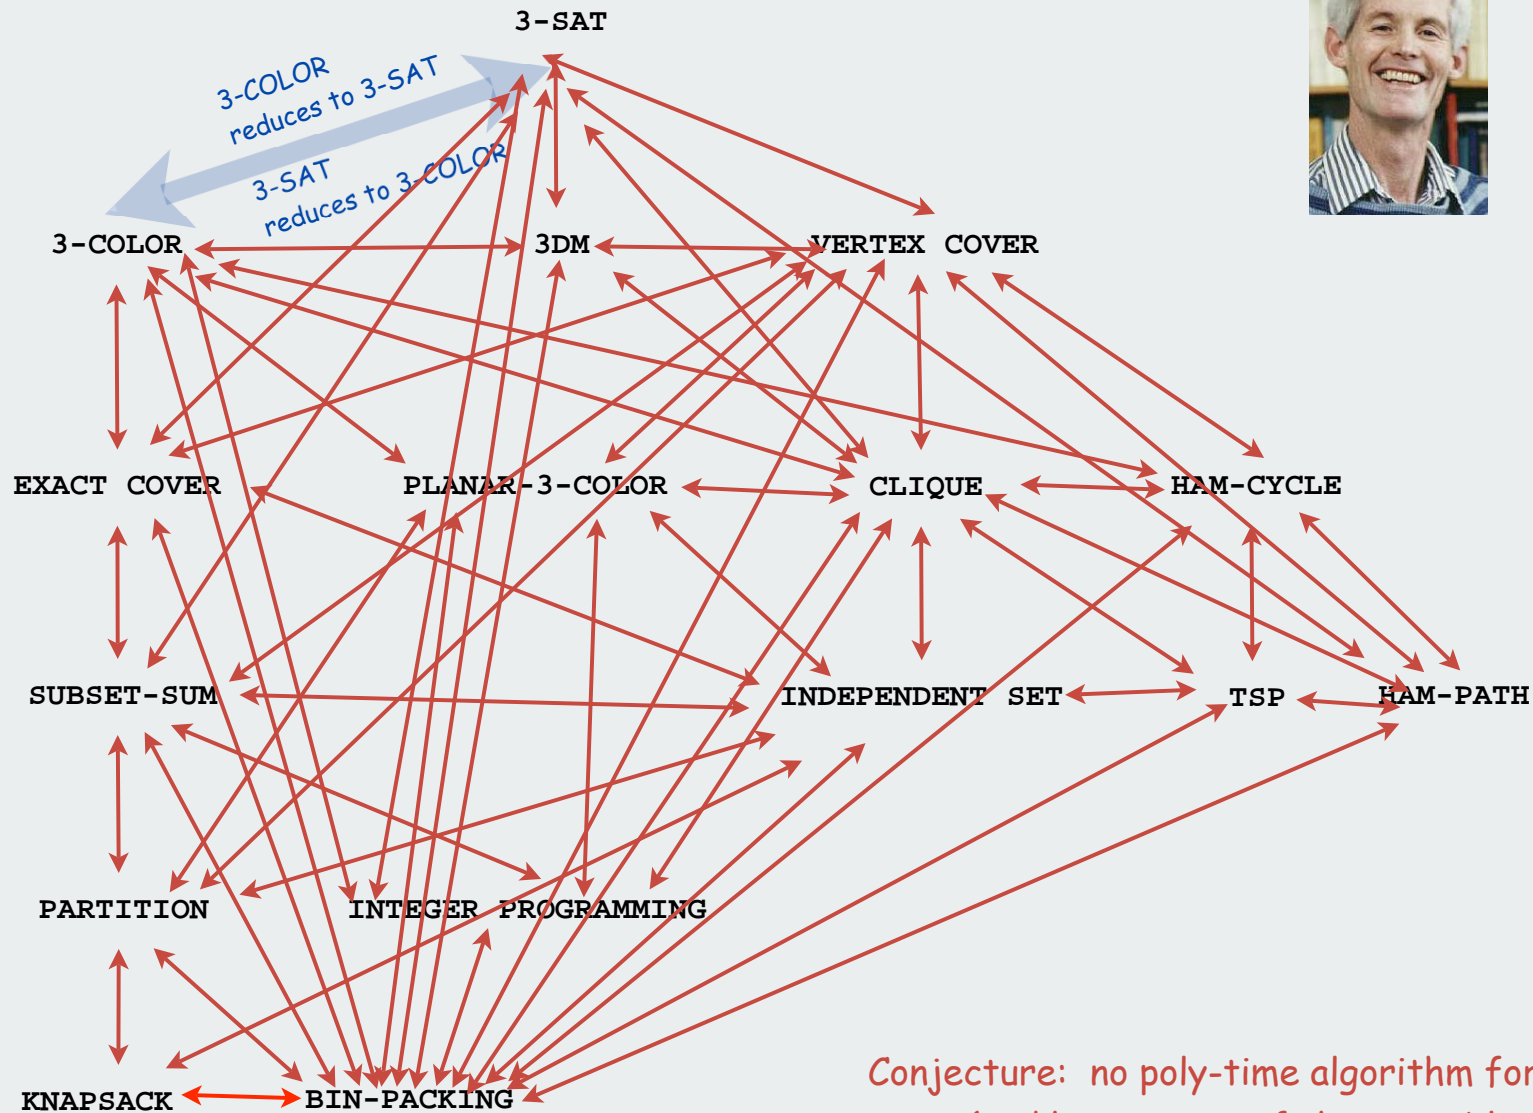 3-SAT
3-COLOR
reduces to 3-SAT
3-SAT
reduces to 3-COLOR
3-COLOR
3DM
VERTEX COVER
EXACT COVER
PLANAR-3-COLOR
CLIQUE
HAM-CYCLE
SUBSET-SUM
INDEPENDENT SET
TSP
HAM-PATH
PARTITION
INTEGER PROGRAMMING
Conjecture: no poly-time algorithm for
KNAPSACK
BIN-PACKING